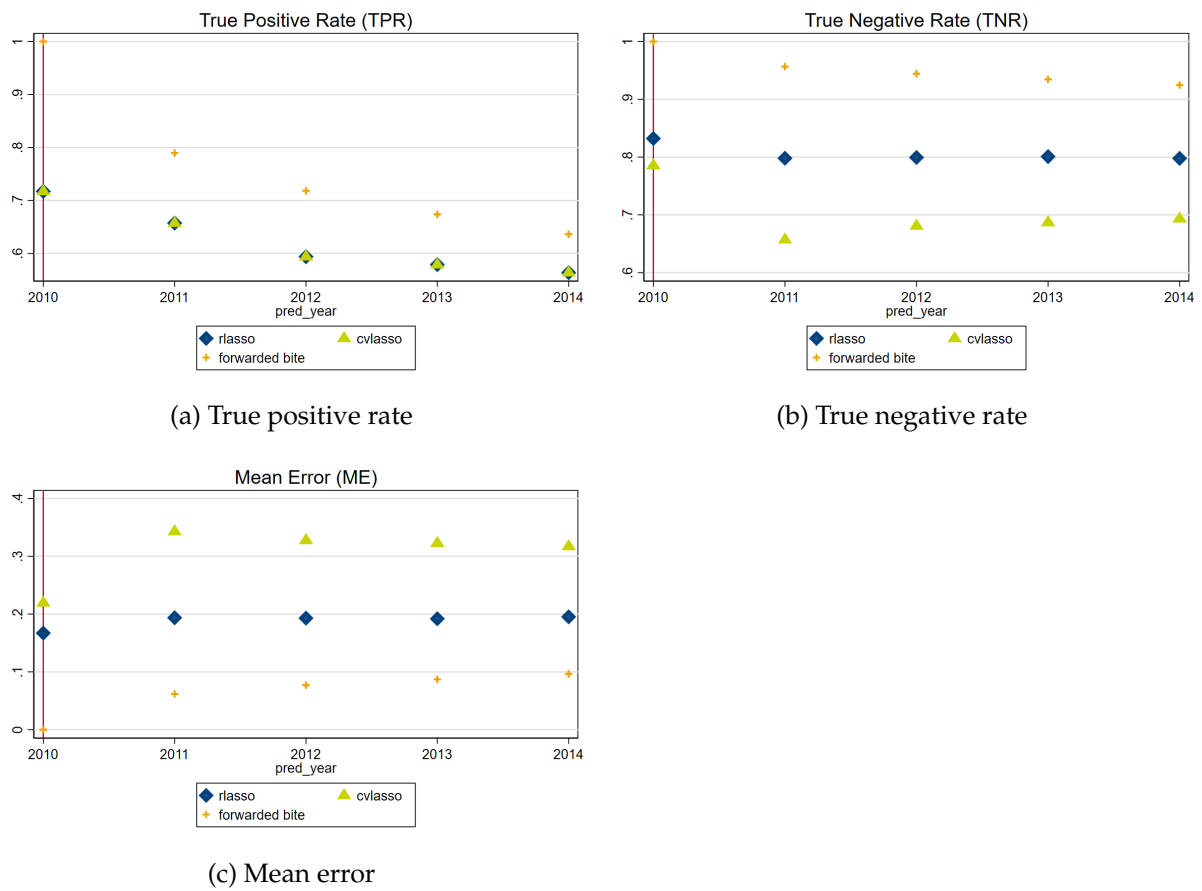 True Positive Rate (TPR)
1
.9
.8
.7
.6
2010 2011 2012 2013 2014
pred_year
rlasso cvlasso
forwarded bite
(a) True positive rate
True Negative Rate (TNR)
1
.9
.8
.7
.6
2010 2011 2012 2013 2014
pred_year
rlasso cvlasso
forwarded bite
(b) True negative rate
Mean Error (ME)
.4
.3
.2
.1
0
2010 2011 2012 2013 2014
pred_year
rlasso cvlasso
forwarded bite
(c) Mean error